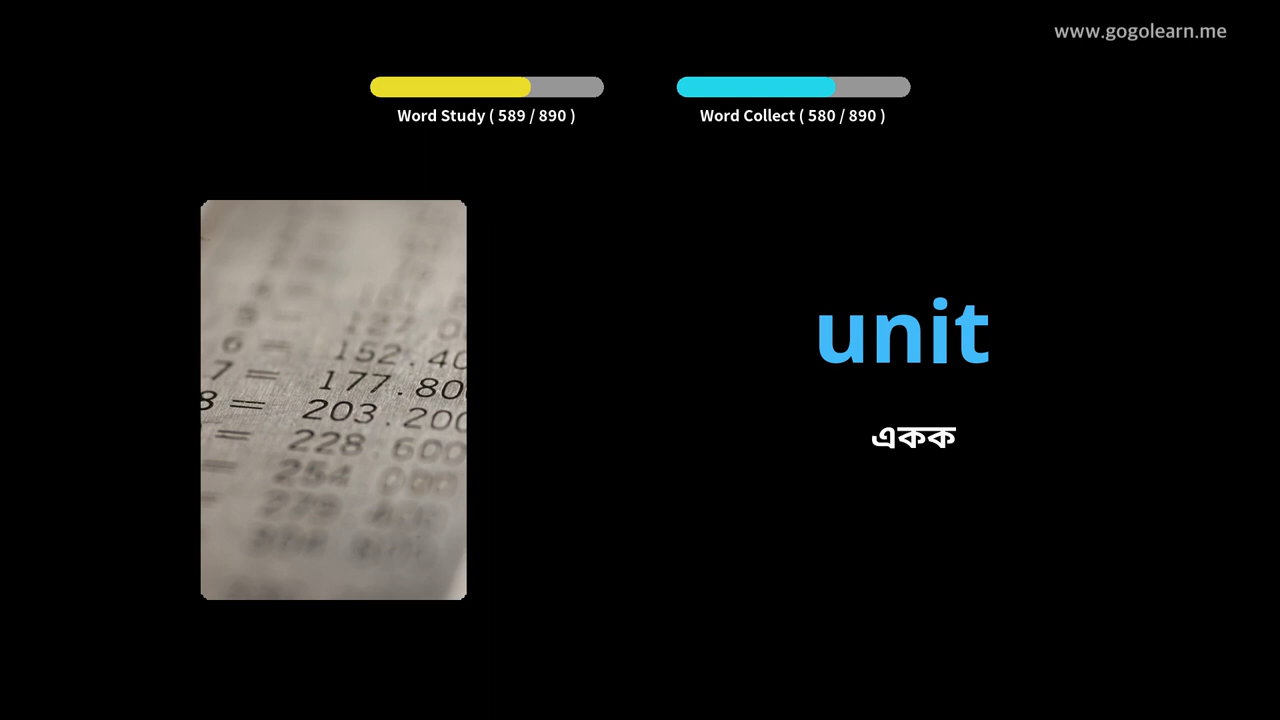 www.gogolearn.me
Word Study ( 589 / 890 )
Word Collect ( 580 / 890 )
6 = 152.40
7 = 177.80
8 = 203.200
= 228.600
254
unit
একক